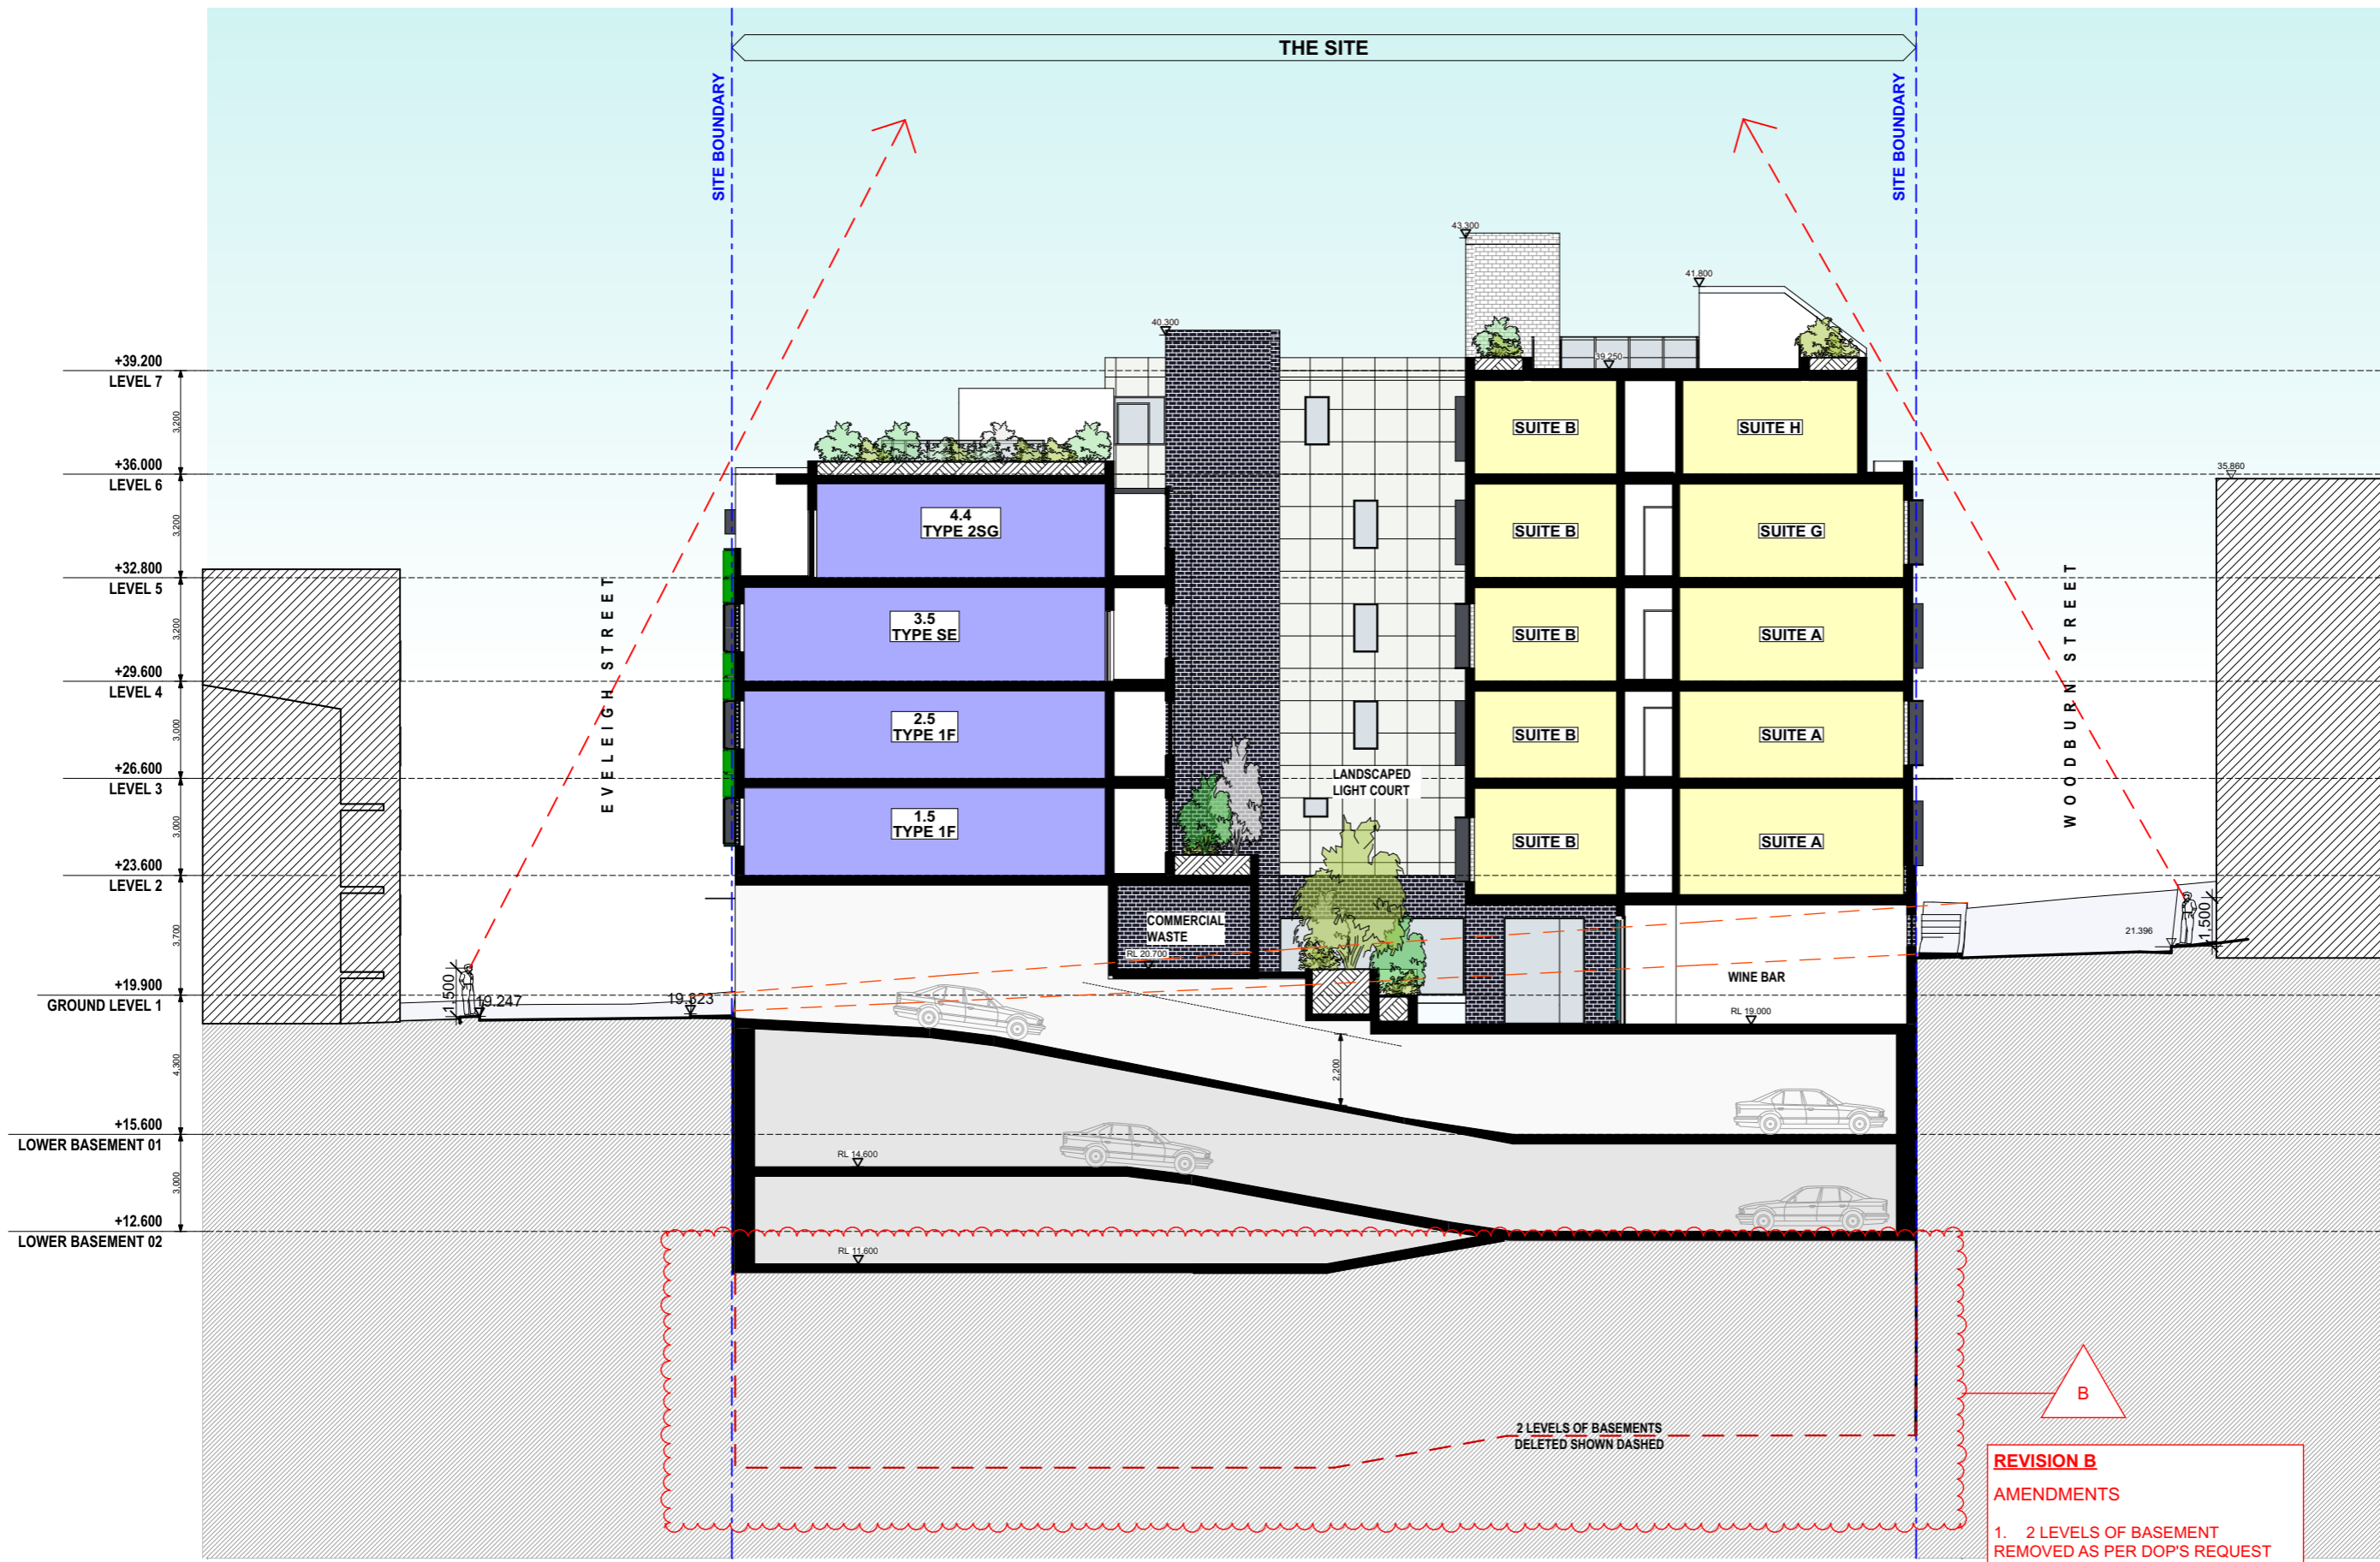 THE SITE
SITE BOUNDARY
SITE BOUNDARY
43.300
41.800
40.300
39.250
+39.200
LEVEL 7
3,200
+36.000
LEVEL 6
35.860
3,200
+32.800
LEVEL 5
3,200
+29.600
LEVEL 4
3,000
+26.600
LEVEL 3
3,000
+23.600
LEVEL 2
3,700
+19.900
GROUND LEVEL 1
4,300
+15.600
LOWER BASEMENT 01
3,000
+12.600
LOWER BASEMENT 02
EVELEIGH STREET
WOODBURN STREET
SUITE B
SUITE H
4.4
TYPE 2SG
SUITE B
SUITE G
3.5
TYPE SE
SUITE B
SUITE A
2.5
TYPE 1F
SUITE B
SUITE A
LANDSCAPED
LIGHT COURT
1.5
TYPE 1F
SUITE B
SUITE A
COMMERCIAL
WASTE
RL 20.700
WINE BAR
RL 19.000
1,500
19.247
19.323
21.396
1,500
2,200
RL 14,600
RL 11,600
2 LEVELS OF BASEMENTS
DELETED SHOWN DASHED
B
REVISION B
AMENDMENTS
1. 2 LEVELS OF BASEMENT
REMOVED AS PER DOP'S REQUEST